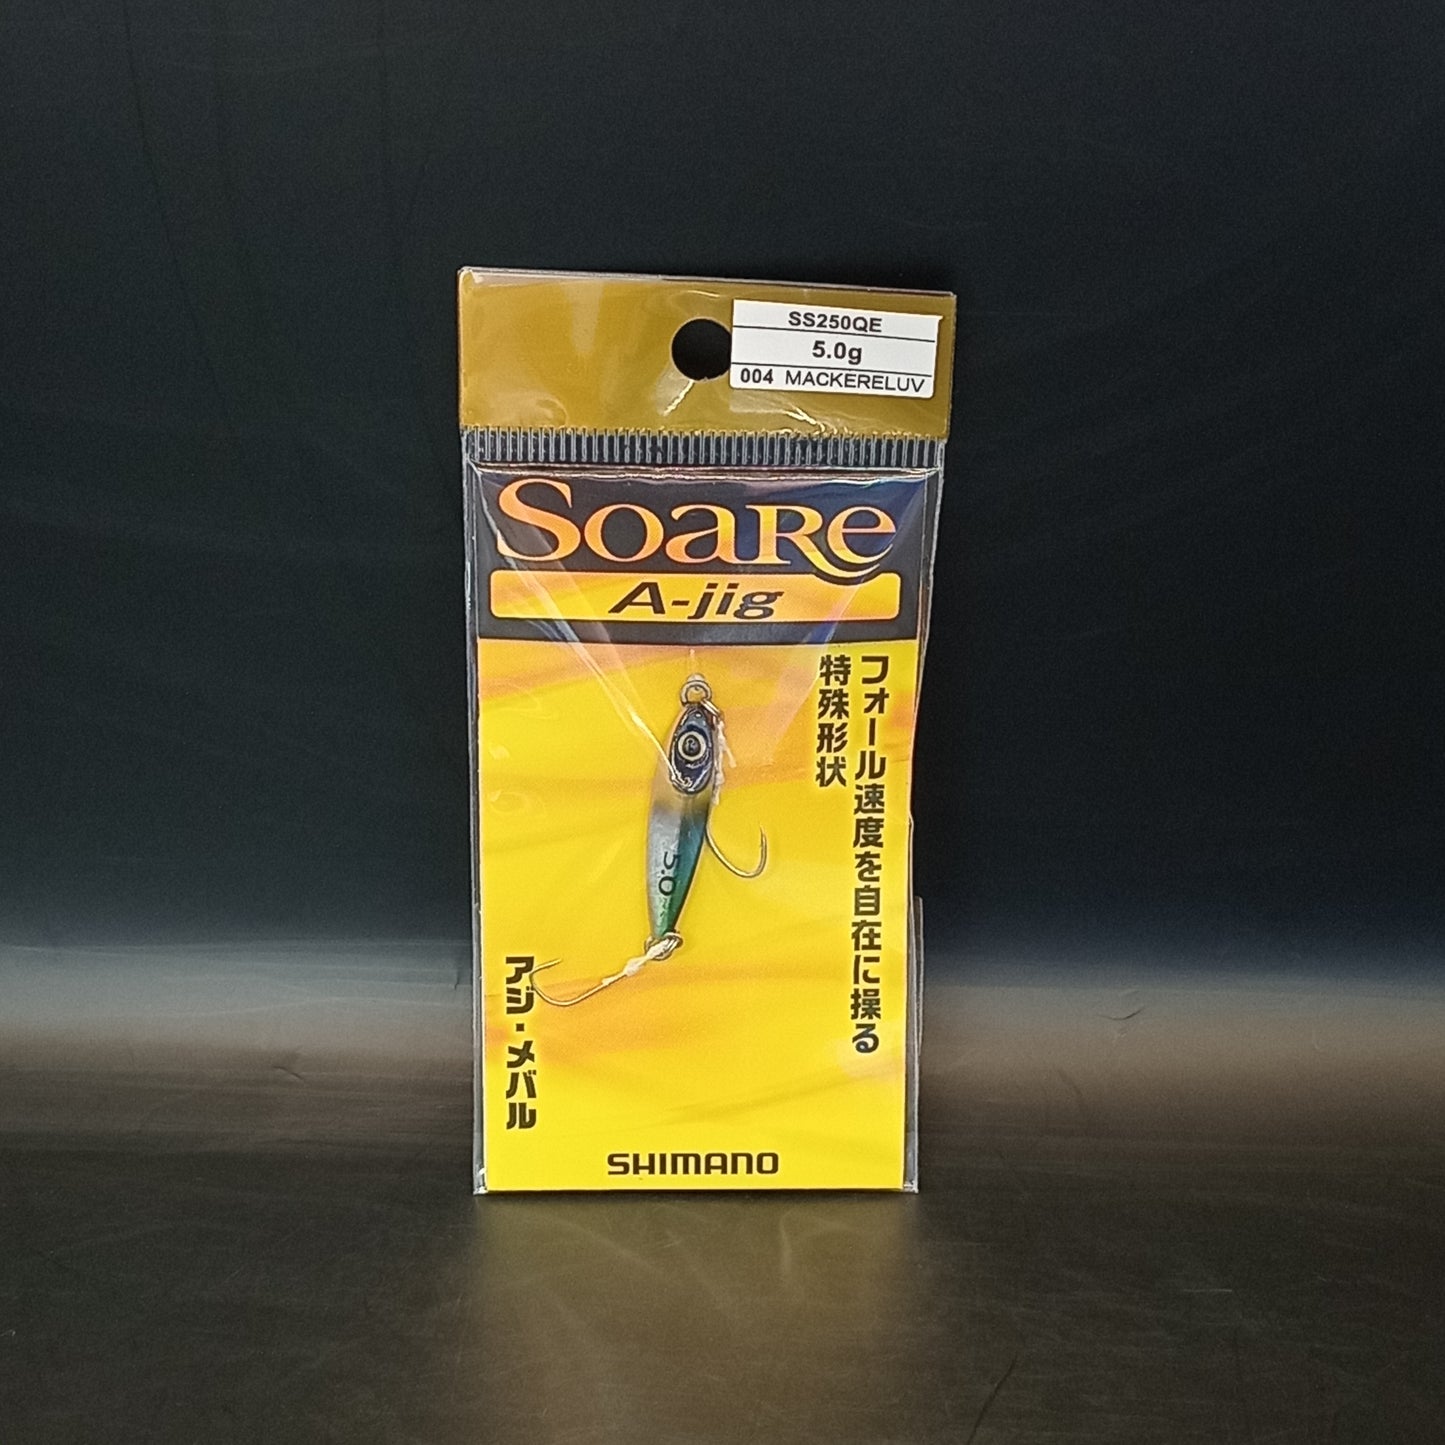 SS250QE
5.0g
004 MACKERELUV
SoaRe
A-jig
フォール速度を自在に操る
特殊形状
5.0
アジ・メバル
SHIMANO